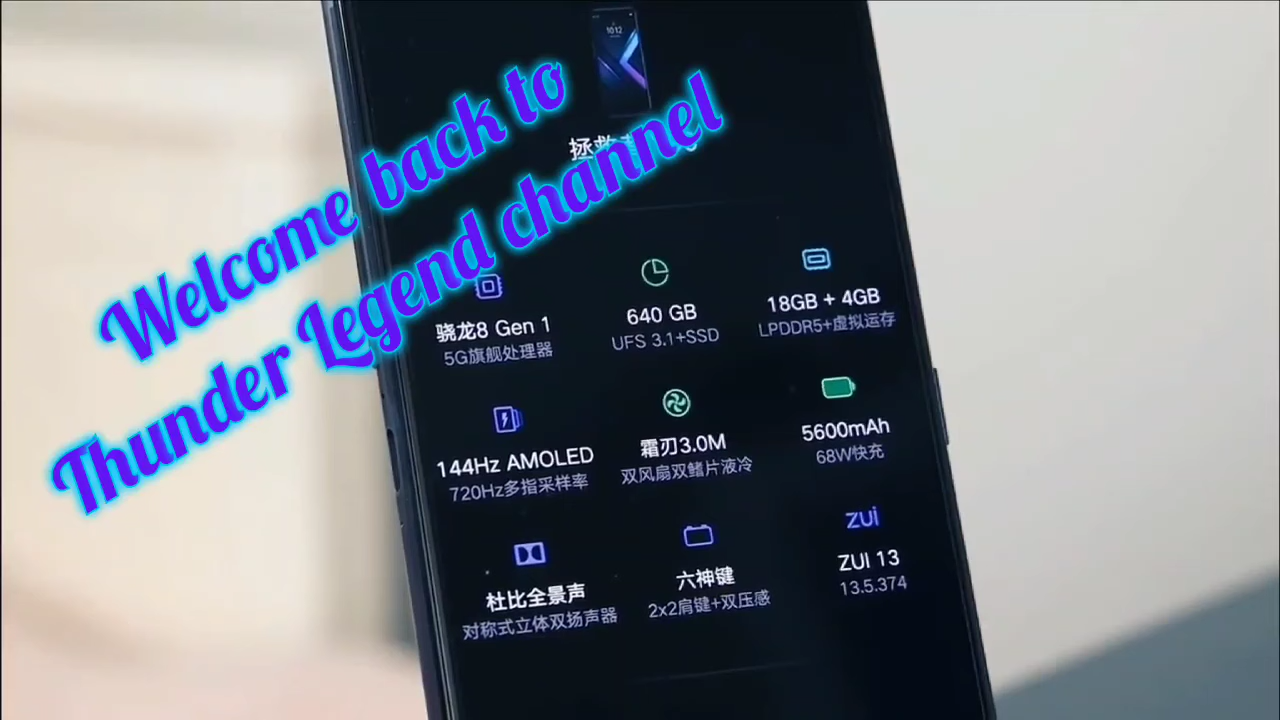 Welcome back to
Thunder Legend channel
10:12
拯救
骁龙8 Gen 1
5G旗舰处理器
640 GB
UFS 3.1+SSD
18GB + 4GB
LPDDR5+虚拟运存
144Hz AMOLED
720Hz多指采样率
霜刃3.0M
双风扇双鳍片液冷
5600mAh
68W快充
杜比全景声
对称式立体双扬声器
六神键
2x2肩键+双压感
ZUI
ZUI 13
13.5.374